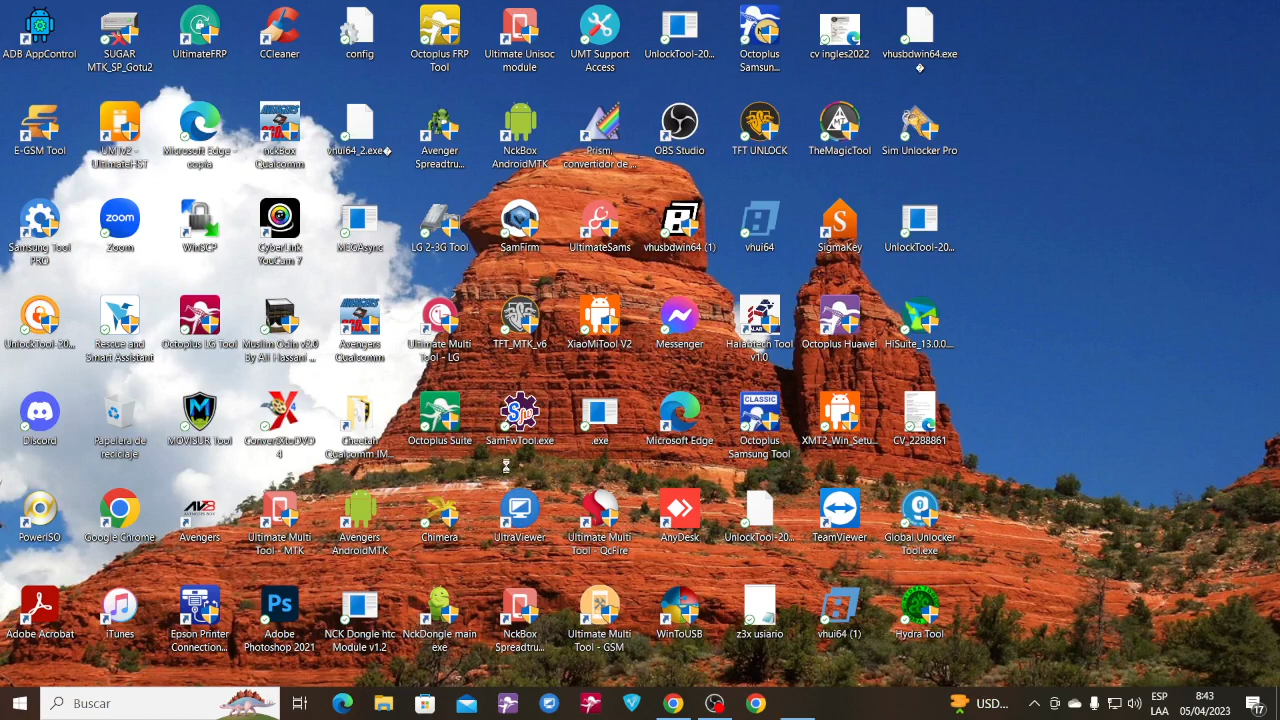 ADB AppControl
SUGAR
MTK_SP_Gotu2
UltimateFRP
CCleaner
config
Octoplus FRP
Tool
Ultimate Unisoc
module
UMT Support
Access
UnlockTool-20...
Octoplus
Samsun...
cv ingles2022
vhusbdwin64.exe
�
E-GSM Tool
UMTv2 -
UltimateHST
Microsoft Edge -
copia
nckBox
Qualcomm
vhui64_2.exe�
Avenger
Spreadtru...
NckBox
AndroidMTK
Prism,
convertidor de ...
OBS Studio
TFT UNLOCK
TheMagicTool
Sim Unlocker Pro
Samsung Tool
PRO
Zoom
WinSCP
CyberLink
YouCam 7
MEGAsync
LG 2-3G Tool
SamFirm
UltimateSams
vhusbdwin64 (1)
vhui64
SigmaKey
UnlockTool-20...
UnlockTool-20...
Rescue and
Smart Assistant
Octoplus LG Tool
Muslim Odin v2.0
By Ali Hassani ...
Avengers
Qualcomm
Ultimate Multi
Tool - LG
TFT_MTK_v6
XiaoMiTool V2
Messenger
Halabtech Tool
v1.0
Octoplus Huawei
HiSuite_13.0.0....
Discord
Papelera de
reciclaje
MOVISUR Tool
ConvertXtoDVD
4
Cheetah
Qualcomm IM...
Octoplus Suite
SamFwTool.exe
.exe
Microsoft Edge
Octoplus
Samsung Tool
XMT2_Win_Setu...
CV_2288861
PowerISO
Google Chrome
Avengers
Ultimate Multi
Tool - MTK
Avengers
AndroidMTK
Chimera
UltraViewer
Ultimate Multi
Tool - QcFire
AnyDesk
UnlockTool-20...
TeamViewer
Global Unlocker
Tool.exe
Adobe Acrobat
iTunes
Epson Printer
Connection...
Adobe
Photoshop 2021
NCK Dongle htc
Module v1.2
NckDongle main
exe
NckBox
Spreadtru...
Ultimate Multi
Tool - GSM
WinToUSB
z3x usiario
vhui64 (1)
Hydra Tool
Buscar
USD...
ESP
LAA
8:43
05/04/2023
17